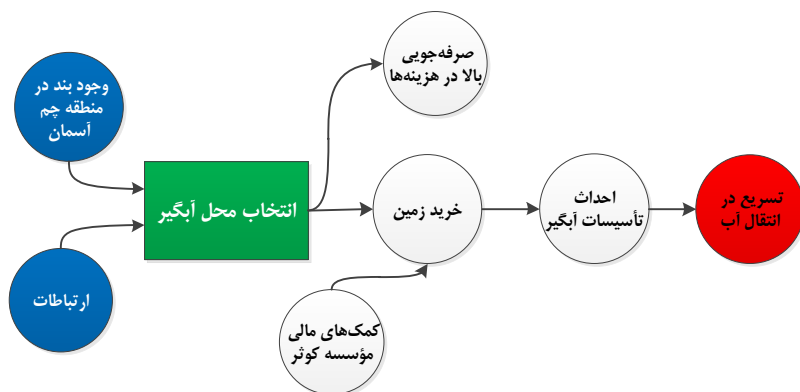 صرفه‌جویی
بالا در هزینه‌ها
وجود بند در
منطقه چم
آسمان
انتخاب محل آبگیر
خرید زمین
احداث
تأسیسات آبگیر
تسریع در
انتقال آب
ارتباطات
کمک‌های مالی
مؤسسه کوثر